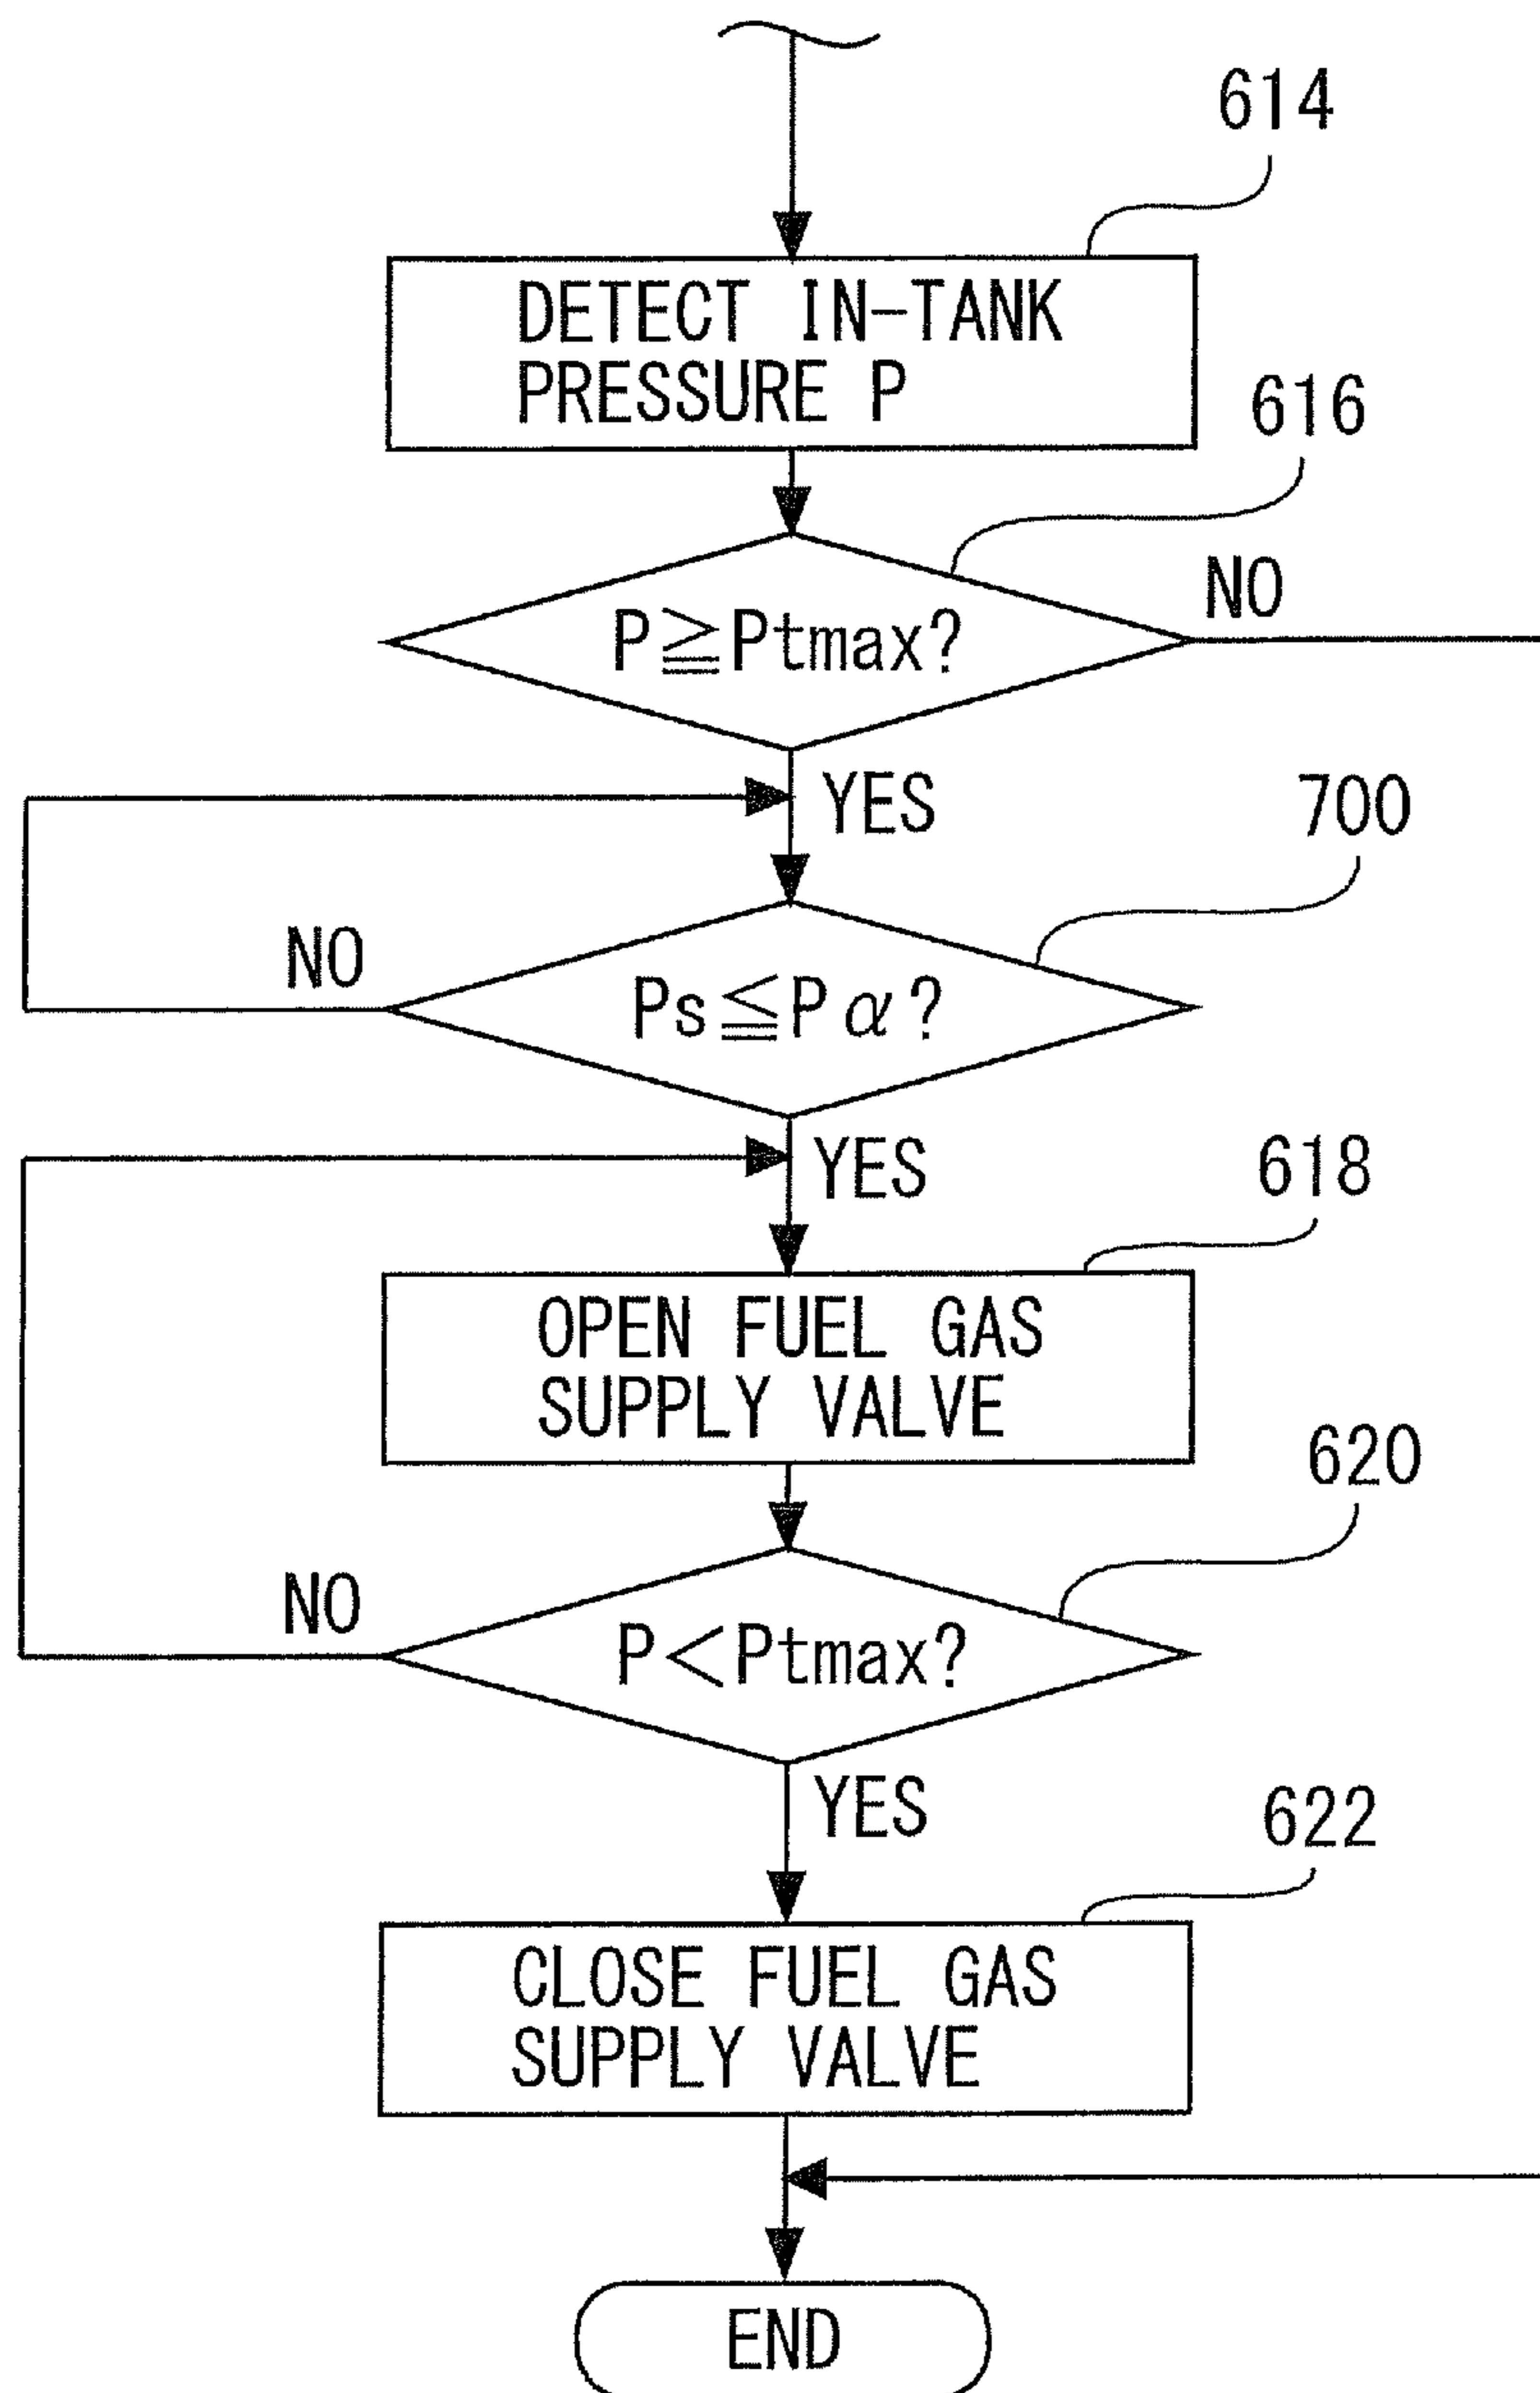 614
DETECT IN-TANK
PRESSURE P
616
P≧Ptmax?
NO
YES
700
Ps≦Pα?
NO
YES
618
OPEN FUEL GAS
SUPPLY VALVE
620
P<Ptmax?
NO
YES
622
CLOSE FUEL GAS
SUPPLY VALVE
END